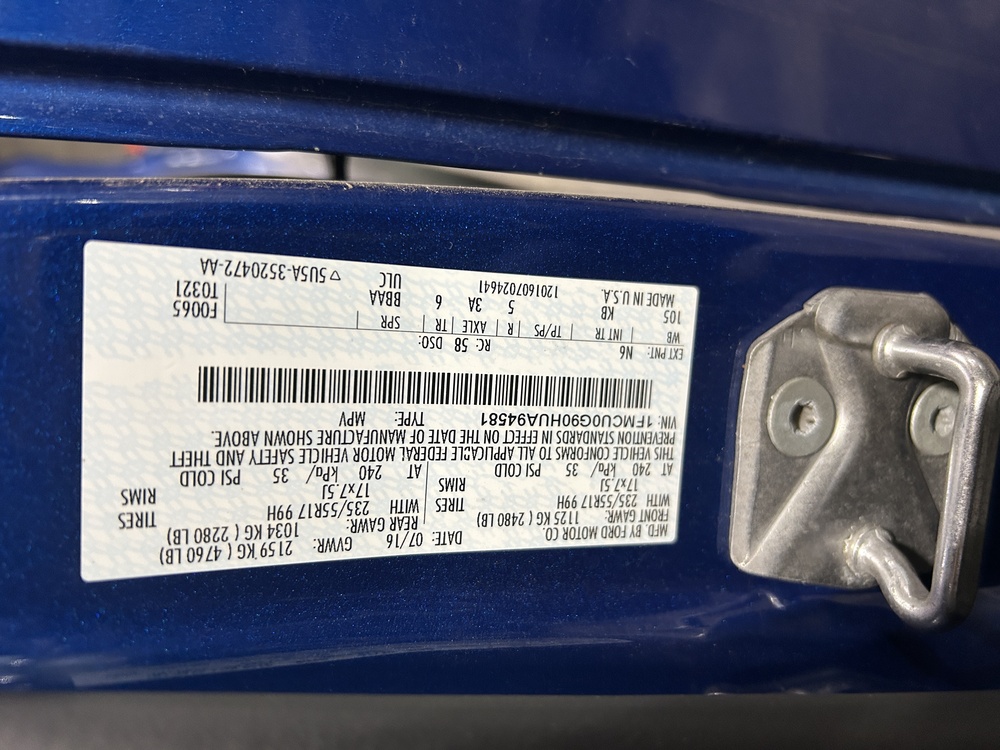 MFD. BY FORD MOTOR CO.
DATE: 07/16 GVWR: 2159 KG ( 4760 LB)
FRONT GAWR: 1125 KG ( 2480 LB) REAR GAWR: 1034 KG ( 2280 LB)
WITH 235/55R17 99H TIRES WITH 235/55R17 99H TIRES
17x7.5J RIMS 17x7.5J RIMS
AT 240 kPa/ 35 PSI COLD AT 240 kPa/ 35 PSI COLD
THIS VEHICLE CONFORMS TO ALL APPLICABLE FEDERAL MOTOR VEHICLE SAFETY AND THEFT
PREVENTION STANDARDS IN EFFECT ON THE DATE OF MANUFACTURE SHOWN ABOVE.
VIN: 1FMCU0G90HUA94581 TYPE: MPV
EXT PNT: N6 RC: 58 DSO:
WB INT TR TP/PS R AXLE TR SPR F0065
105 KB 5 3A 6 BBAA T0321
MADE IN U.S.A. 120160702464​1 ULC ▽5U5A-3520472-AA